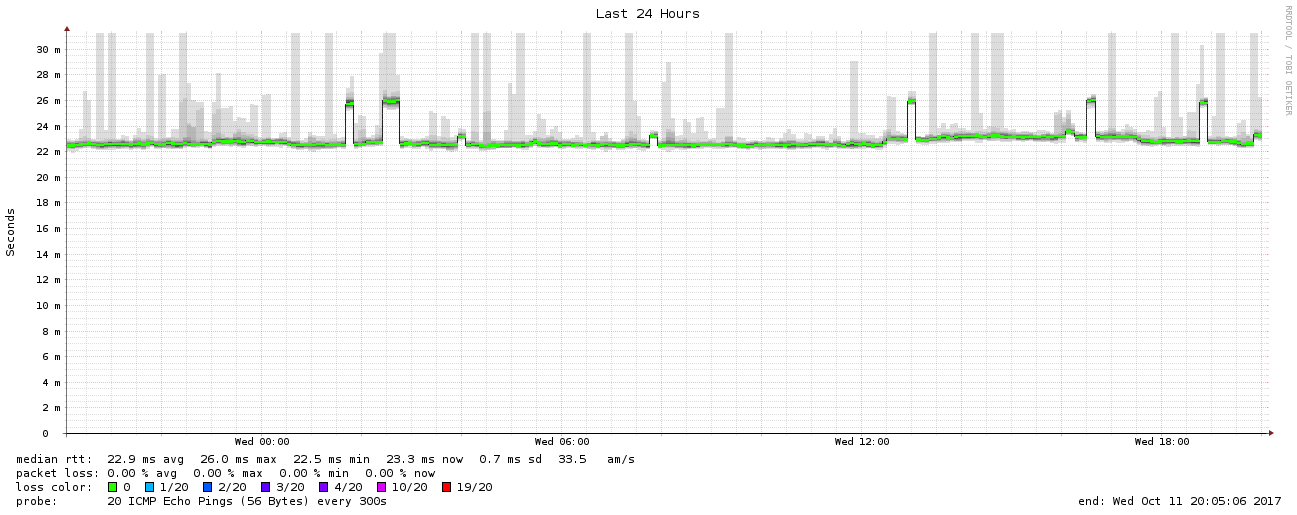 Last 24 Hours
RRDTOOL / TOBI OETIKER
Seconds
30 m
28 m
26 m
24 m
22 m
20 m
18 m
16 m
14 m
12 m
10 m
8 m
6 m
4 m
2 m
0
Wed 00:00 Wed 06:00 Wed 12:00 Wed 18:00
median rtt: 22.9 ms avg 26.0 ms max 22.5 ms min 23.3 ms now 0.7 ms sd 33.5 am/s
packet loss: 0.00 % avg 0.00 % max 0.00 % min 0.00 % now
loss color: 0 1/20 2/20 3/20 4/20 10/20 19/20
probe: 20 ICMP Echo Pings (56 Bytes) every 300s end: Wed Oct 11 20:05:06 2017